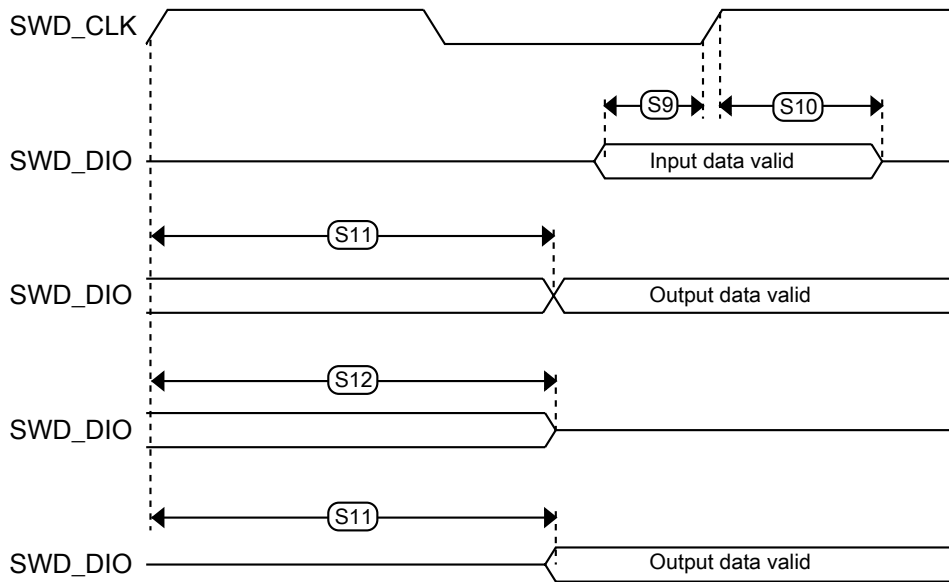 SWD_CLK
S9
S10
SWD_DIO
Input data valid
S11
SWD_DIO
Output data valid
S12
SWD_DIO
S11
SWD_DIO
Output data valid